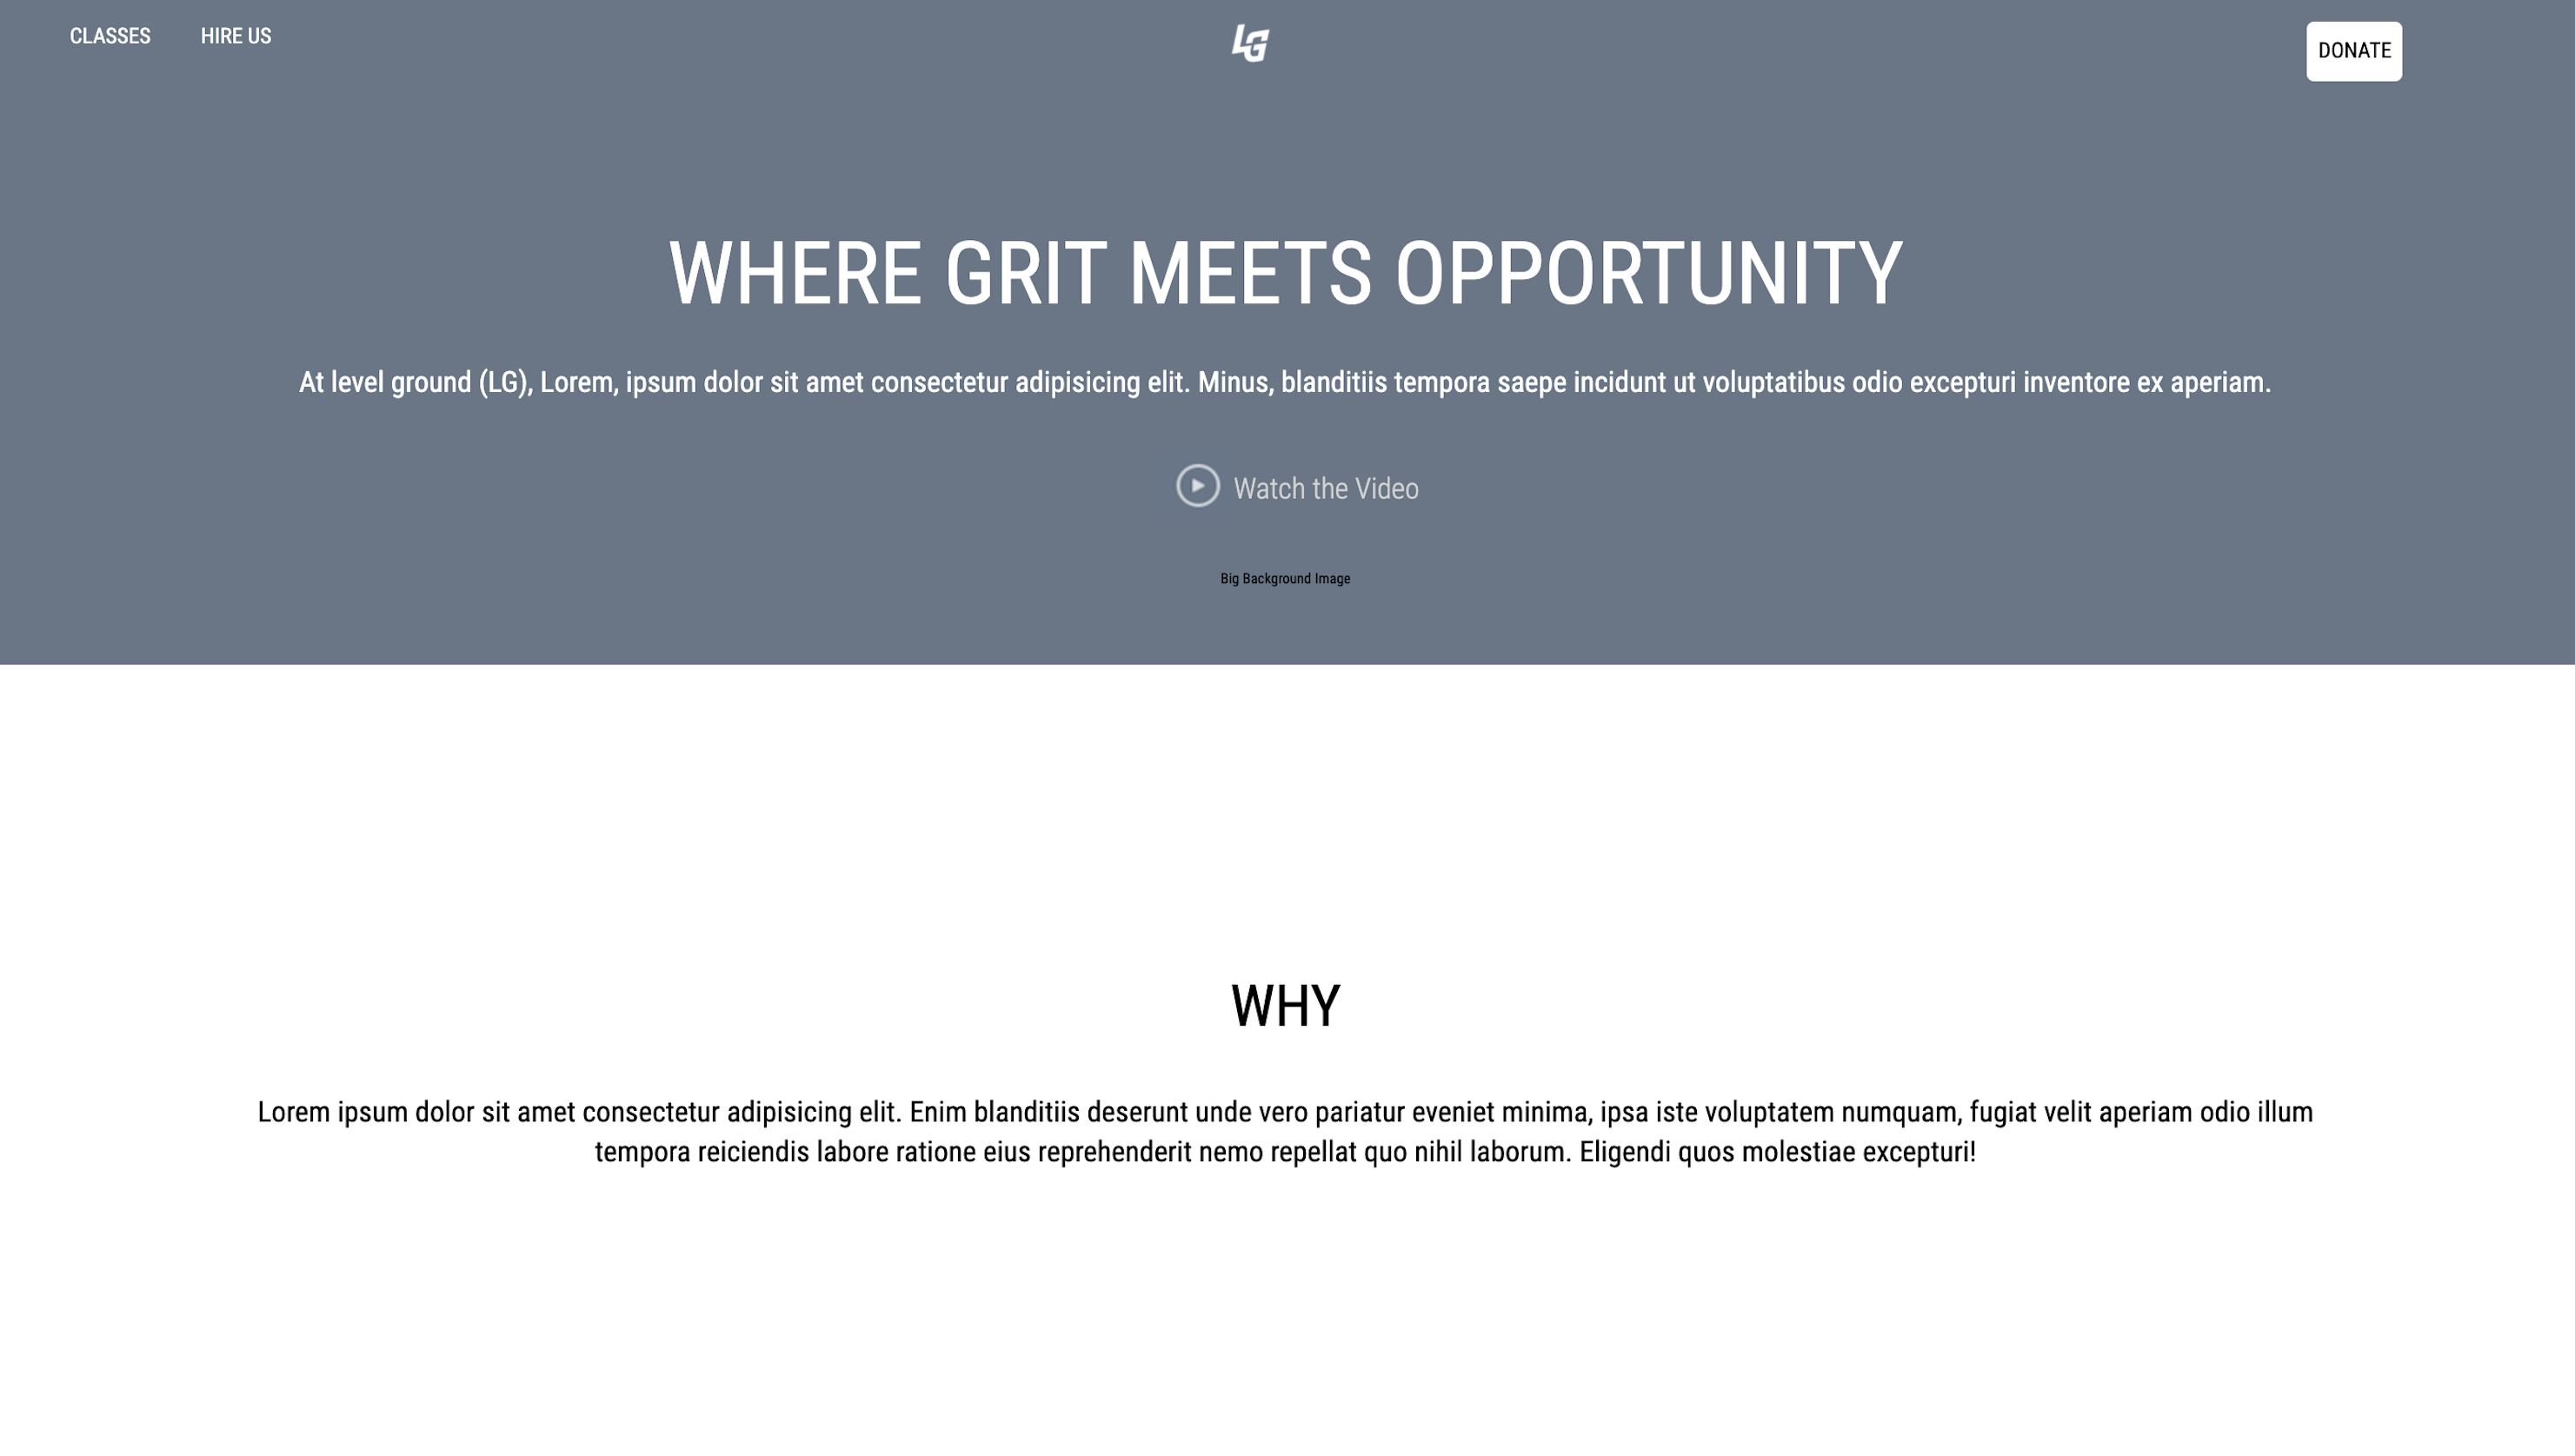 CLASSES HIRE US LG DONATE
WHERE GRIT MEETS OPPORTUNITY
At level ground (LG), Lorem, ipsum dolor sit amet consectetur adipisicing elit. Minus, blanditiis tempora saepe incidunt ut voluptatibus odio excepturi inventore ex aperiam.
Watch the Video
Big Background Image
WHY
Lorem ipsum dolor sit amet consectetur adipisicing elit. Enim blanditiis deserunt unde vero pariatur eveniet minima, ipsa iste voluptatem numquam, fugiat velit aperiam odio illum
tempora reiciendis labore ratione eius reprehenderit nemo repellat quo nihil laborum. Eligendi quos molestiae excepturi!